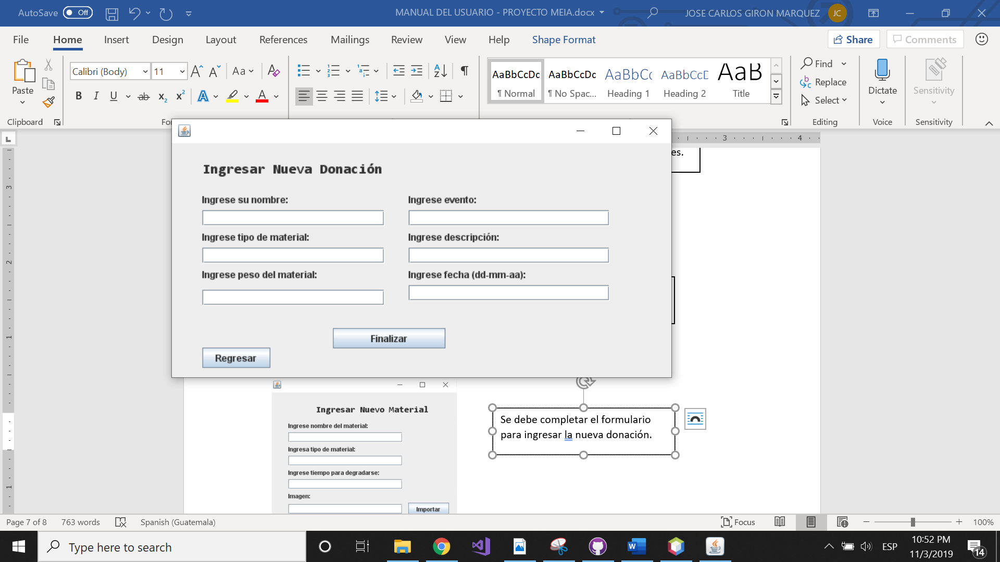 AutoSave Off MANUAL DEL USUARIO - PROYECTO MEIA.docx JOSE CARLOS GIRON MARQUEZ JC
File Home Insert Design Layout References Mailings Review View Help Shape Format Share Comments
Paste
Clipboard
Calibri (Body) 11
AaBbCcDc AaBbCcDc AaBbCc AaBbCcD AaB
¶ Normal ¶ No Spac... Heading 1 Heading 2 Title
Find
Replace
Select
Editing
Dictate
Voice
Sensitivity
Sensitivity
3 4
es.
Ingresar Nueva Donación
Ingrese su nombre: Ingrese evento:
Ingrese tipo de material: Ingrese descripción:
Ingrese peso del material: Ingrese fecha (dd-mm-aa):
Finalizar
Regresar
Ingresar Nuevo Material
Ingrese nombre del material:
Ingresa tipo de material:
Ingrese tiempo para degradarse:
Imagen:
Importar
Se debe completar el formulario
para ingresar la nueva donación.
3
2
1
1
Page 7 of 8 763 words Spanish (Guatemala) Focus 100%
Type here to search
ESP 10:52 PM
11/3/2019 14